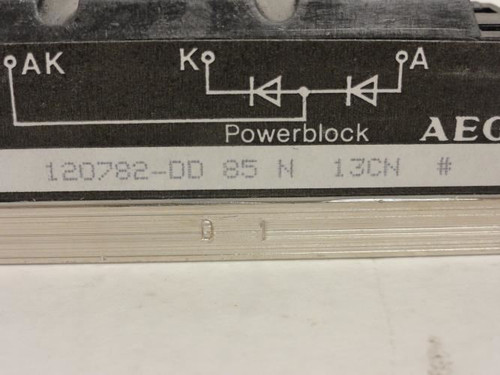 AK K A
Powerblock AEG
120782-DD 85 N 13CN #
D 1